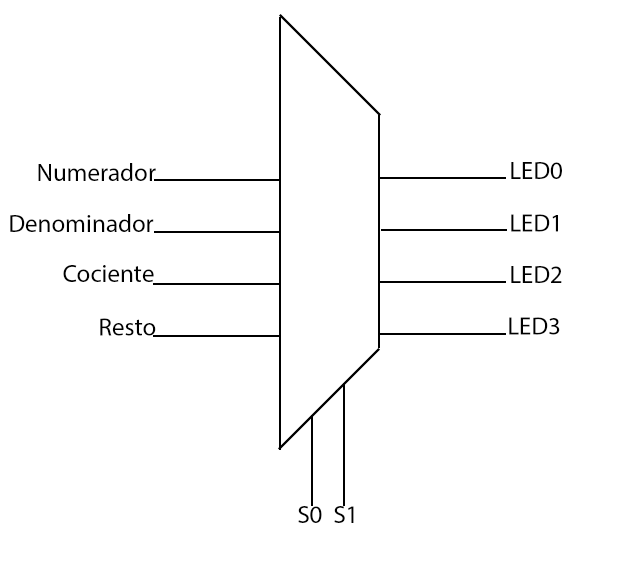 Numerador
LED0
Denominador
LED1
Cociente
LED2
Resto
LED3
S0 S1